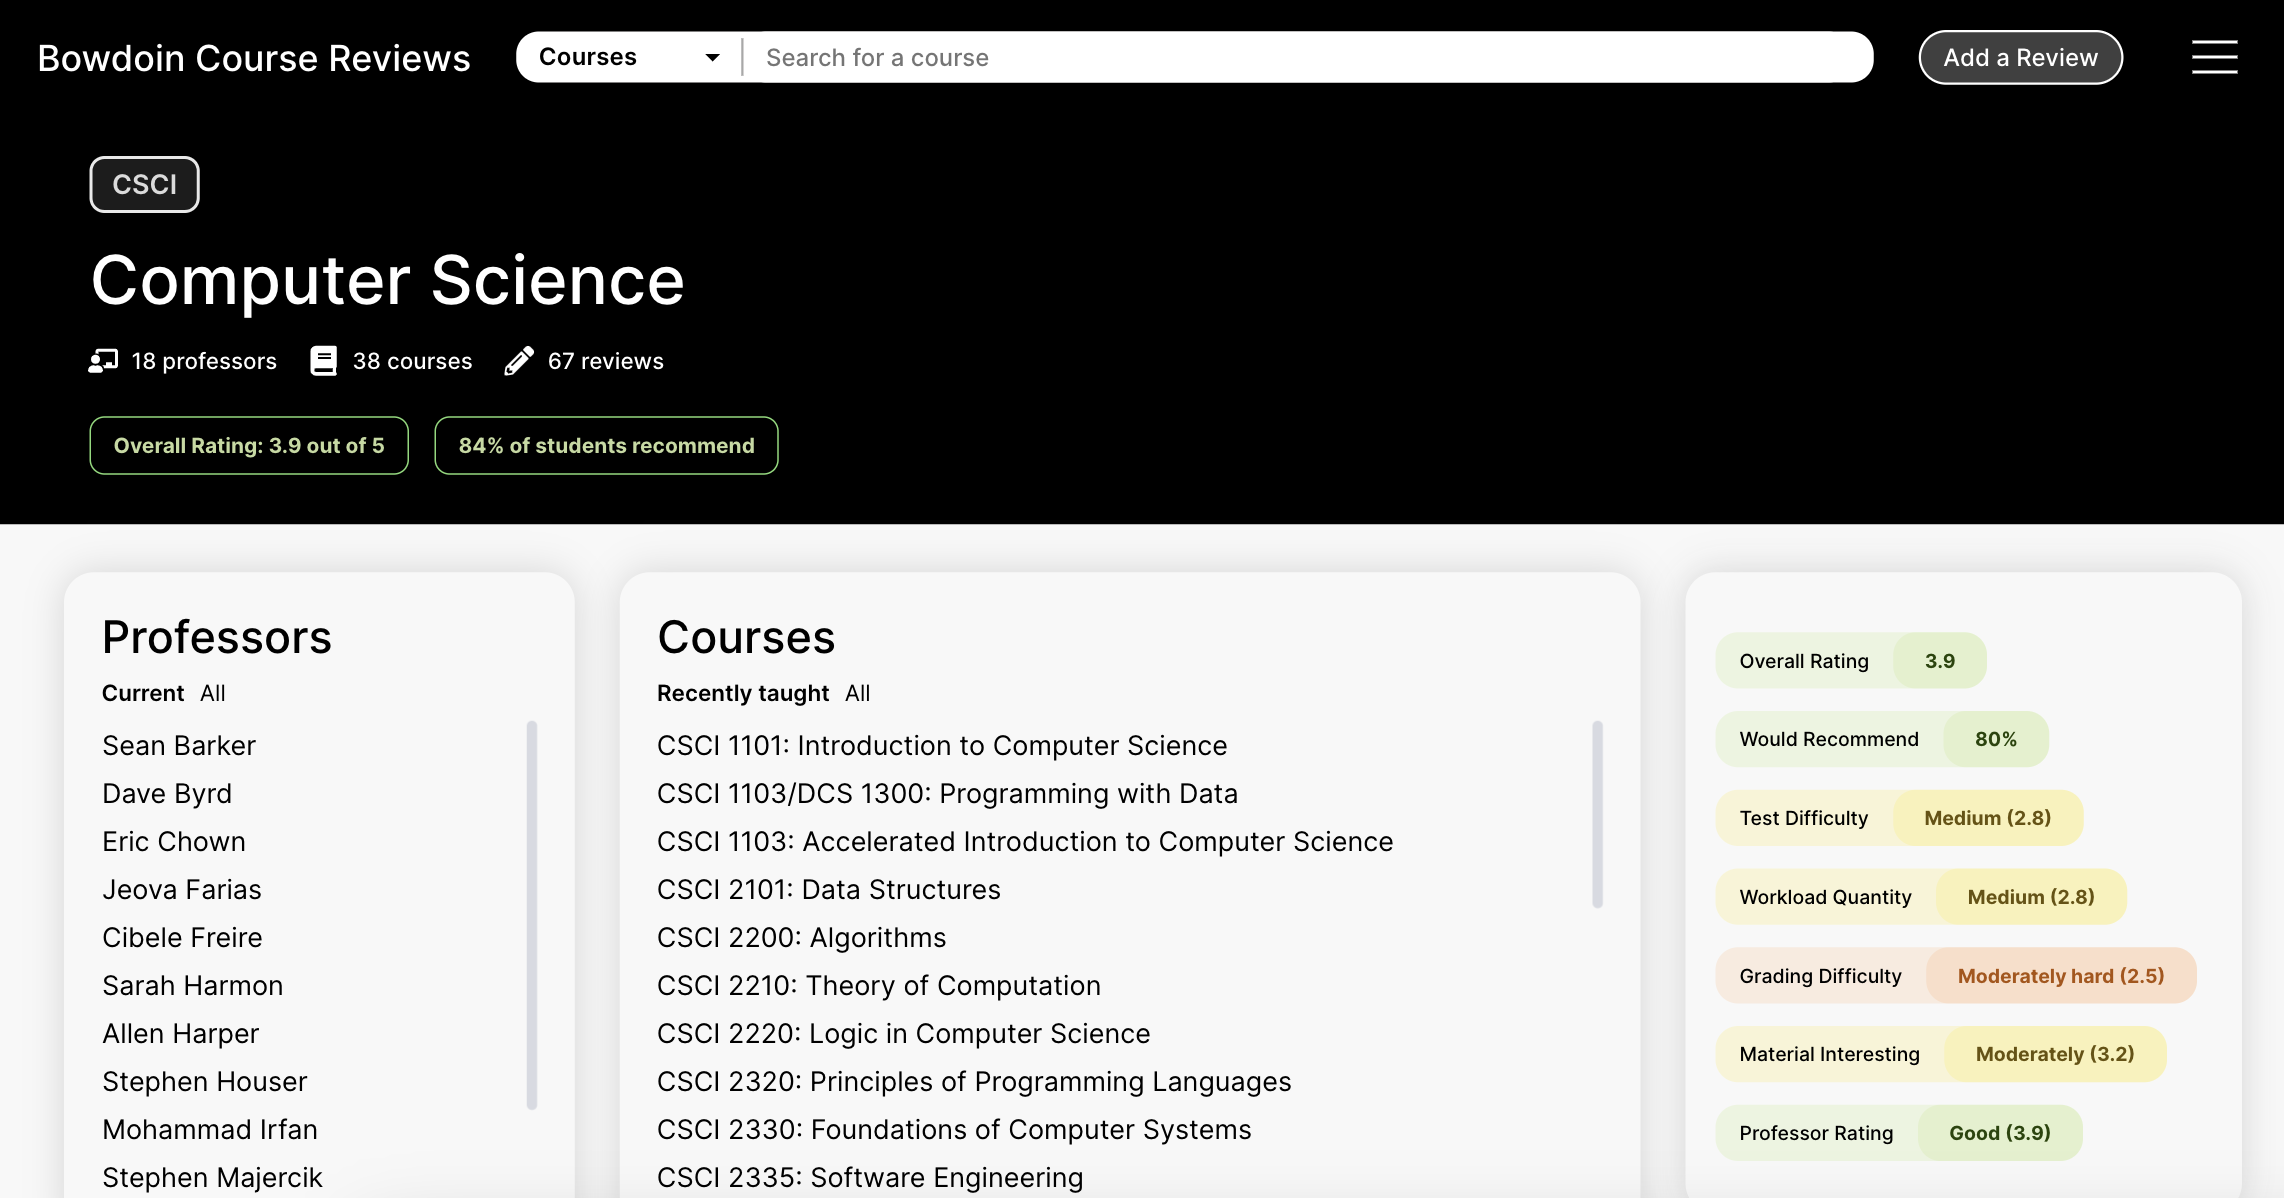 Bowdoin Course Reviews
Courses
Search for a course
Add a Review
CSCI
Computer Science
18 professors
38 courses
67 reviews
Overall Rating: 3.9 out of 5
84% of students recommend
Professors
Current All
Sean Barker
Dave Byrd
Eric Chown
Jeova Farias
Cibele Freire
Sarah Harmon
Allen Harper
Stephen Houser
Mohammad Irfan
Stephen Majercik
Courses
Recently taught All
CSCI 1101: Introduction to Computer Science
CSCI 1103/DCS 1300: Programming with Data
CSCI 1103: Accelerated Introduction to Computer Science
CSCI 2101: Data Structures
CSCI 2200: Algorithms
CSCI 2210: Theory of Computation
CSCI 2220: Logic in Computer Science
CSCI 2320: Principles of Programming Languages
CSCI 2330: Foundations of Computer Systems
CSCI 2335: Software Engineering
Overall Rating 3.9
Would Recommend 80%
Test Difficulty Medium (2.8)
Workload Quantity Medium (2.8)
Grading Difficulty Moderately hard (2.5)
Material Interesting Moderately (3.2)
Professor Rating Good (3.9)